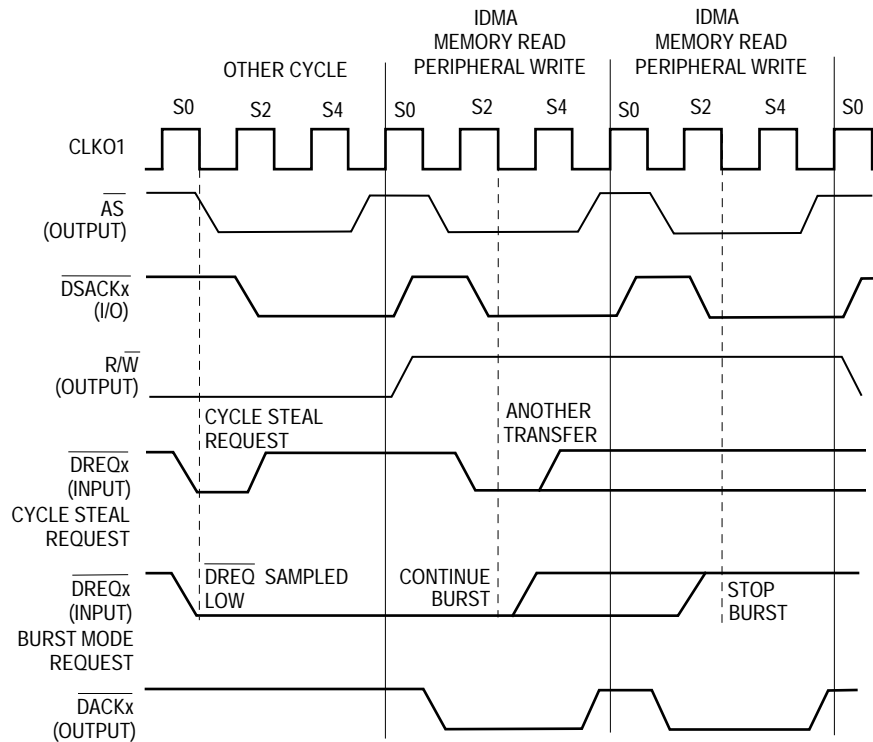 IDMA
MEMORY READ
PERIPHERAL WRITE
IDMA
MEMORY READ
PERIPHERAL WRITE
OTHER CYCLE
S0 S2 S4 S0 S2 S4 S0 S2 S4 S0
CLKO1
AS
(OUTPUT)
DSACKx
(I/O)
R/W
(OUTPUT)
CYCLE STEAL
REQUEST
ANOTHER
TRANSFER
DREQx
(INPUT)
CYCLE STEAL
REQUEST
DREQ SAMPLED
LOW
CONTINUE
BURST
STOP
BURST
DREQx
(INPUT)
BURST MODE
REQUEST
DACKx
(OUTPUT)